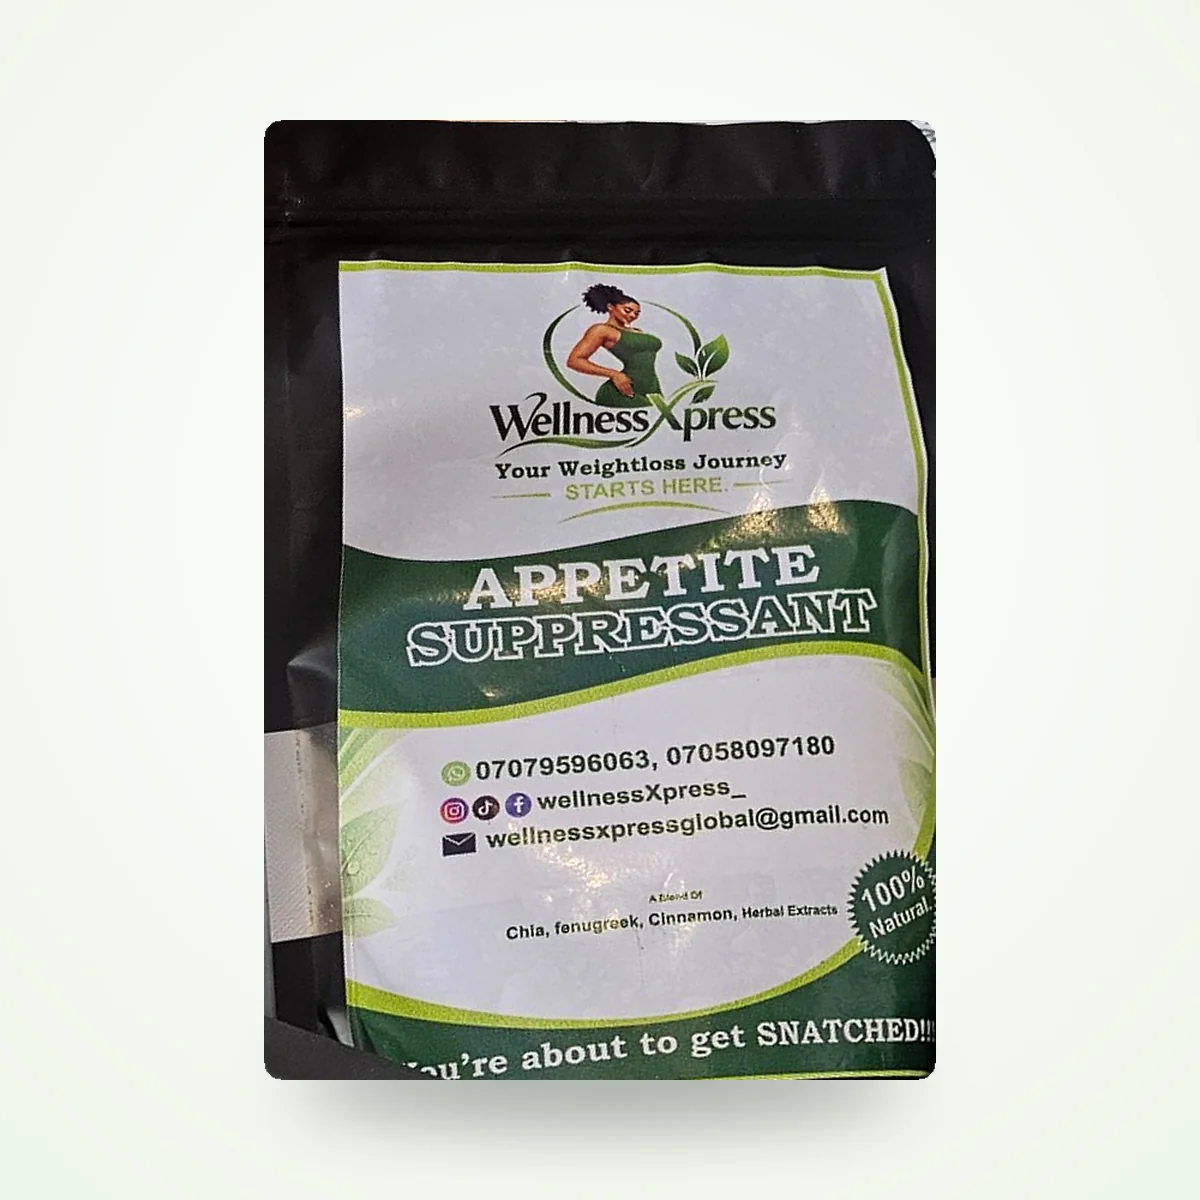 WellnessXpress
Your Weightloss Journey
STARTS HERE.
APPETITE
SUPPRESSANT
07079596063, 07058097180
wellnessXpress_
wellnessxpressglobal@gmail.com
A Blend Of
Chia, fenugreek, Cinnamon, Herbal Extracts
100%
Natural.
You're about to get SNATCHED!!!